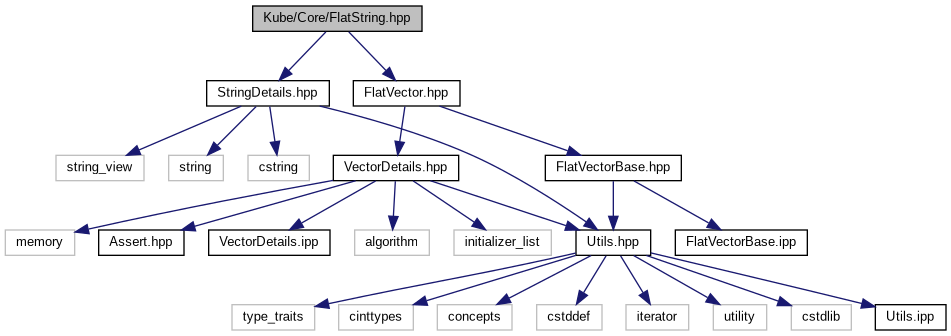 Kube/Core/FlatString.hpp
StringDetails.hpp
FlatVector.hpp
string_view
string
cstring
VectorDetails.hpp
FlatVectorBase.hpp
memory
Assert.hpp
VectorDetails.ipp
algorithm
initializer_list
Utils.hpp
FlatVectorBase.ipp
type_traits
cinttypes
concepts
cstddef
iterator
utility
cstdlib
Utils.ipp